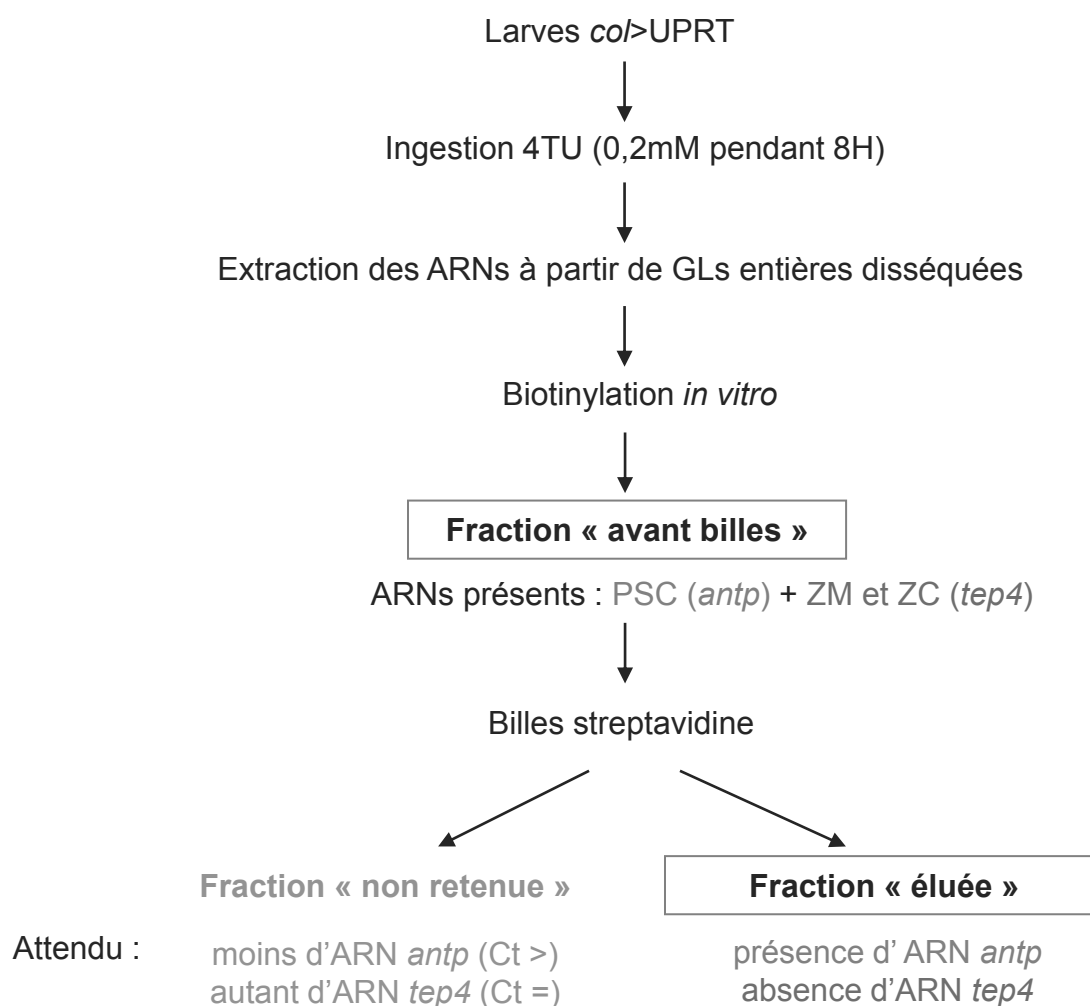 Larves col>UPRT
Ingestion 4TU (0,2mM pendant 8H)
Extraction des ARNs à partir de GLs entières disséquées
Biotinylation in vitro
Fraction « avant billes »
ARNs présents : PSC (antp) + ZM et ZC (tep4)
Billes streptavidine
Fraction « non retenue »
Fraction « éluée »
Attendu :
moins d'ARN antp (Ct >)
autant d'ARN tep4 (Ct =)
présence d' ARN antp
absence d'ARN tep4